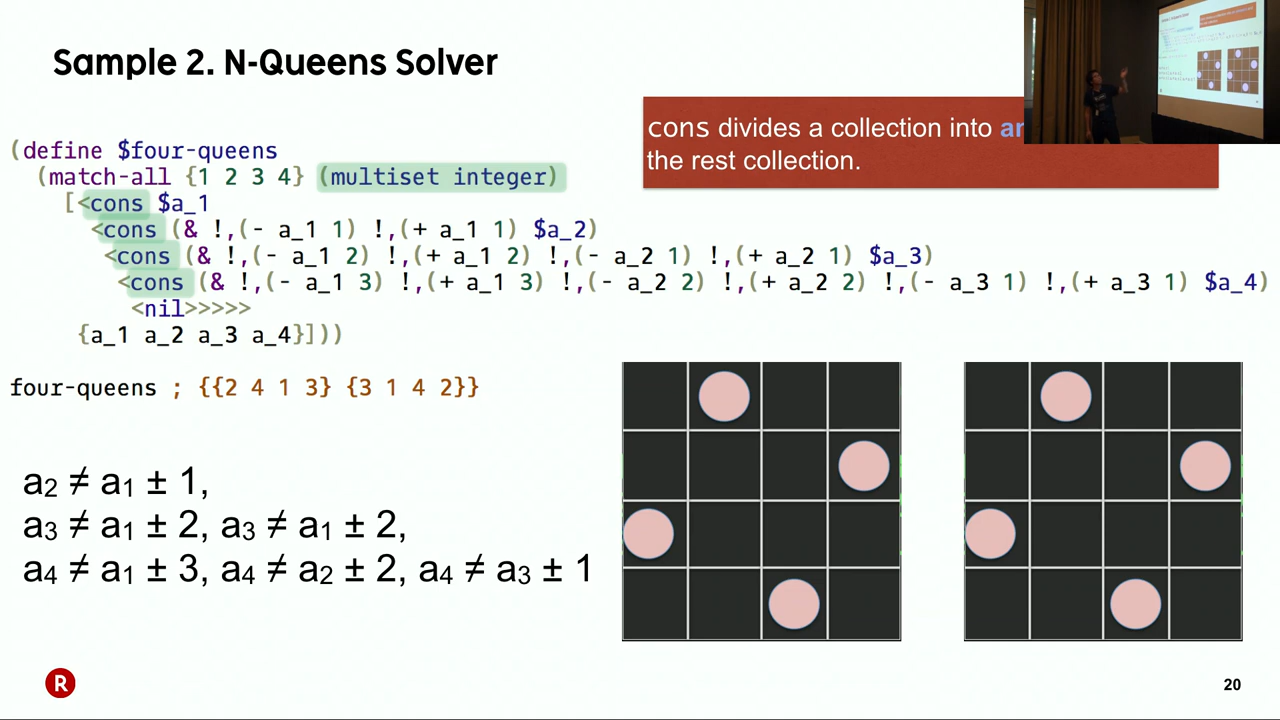 Sample 2. N-Queens Solver
cons divides a collection into
the rest collection.
(define $four-queens
(match-all {1 2 3 4} (multiset integer)
[<cons $a_1
<cons (& !,(- a_1 1) !,(+ a_1 1) $a_2)
<cons (& !,(- a_1 2) !,(+ a_1 2) !,(- a_2 1) !,(+ a_2 1) $a_3)
<cons (& !,(- a_1 3) !,(+ a_1 3) !,(- a_2 2) !,(+ a_2 2) !,(- a_3 1) !,(+ a_3 1) $a_4)
<nil>>>>>
{a_1 a_2 a_3 a_4}]))
four-queens ; {{2 4 1 3} {3 1 4 2}}
a₂ ≠ a₁ ± 1,
a₃ ≠ a₁ ± 2, a₃ ≠ a₁ ± 2,
a₄ ≠ a₁ ± 3, a₄ ≠ a₂ ± 2, a₄ ≠ a₃ ± 1
R
20